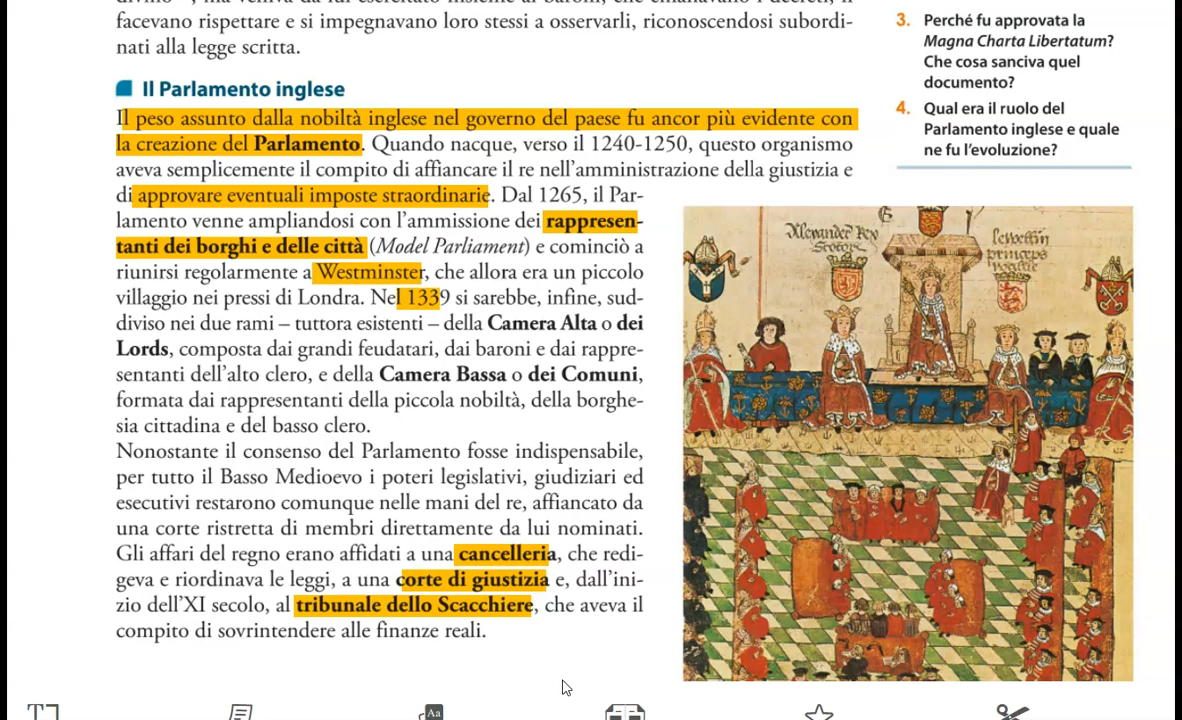 facevano rispettare e si impegnavano loro stessi a osservarli, riconoscendosi subordi-
nati alla legge scritta.
Il Parlamento inglese
Il peso assunto dalla nobiltà inglese nel governo del paese fu ancor più evidente con
la creazione del Parlamento. Quando nacque, verso il 1240-1250, questo organismo
aveva semplicemente il compito di affiancare il re nell'amministrazione della giustizia e
di approvare eventuali imposte straordinarie. Dal 1265, il Par-
lamento venne ampliandosi con l'ammissione dei rappresen-
tanti dei borghi e delle città (Model Parliament) e cominciò a
riunirsi regolarmente a Westminster, che allora era un piccolo
villaggio nei pressi di Londra. Nel 1339 si sarebbe, infine, sud-
diviso nei due rami – tuttora esistenti – della Camera Alta o dei
Lords, composta dai grandi feudatari, dai baroni e dai rappre-
sentanti dell'alto clero, e della Camera Bassa o dei Comuni,
formata dai rappresentanti della piccola nobiltà, della borghe-
sia cittadina e del basso clero.
Nonostante il consenso del Parlamento fosse indispensabile,
per tutto il Basso Medioevo i poteri legislativi, giudiziari ed
esecutivi restarono comunque nelle mani del re, affiancato da
una corte ristretta di membri direttamente da lui nominati.
Gli affari del regno erano affidati a una cancelleria, che redi-
geva e riordinava le leggi, a una corte di giustizia e, dall'ini-
zio dell'XI secolo, al tribunale dello Scacchiere, che aveva il
compito di sovrintendere alle finanze reali.
3. Perché fu approvata la
Magna Charta Libertatum?
Che cosa sanciva quel
documento?
4. Qual era il ruolo del
Parlamento inglese e quale
ne fu l'evoluzione?
Aa